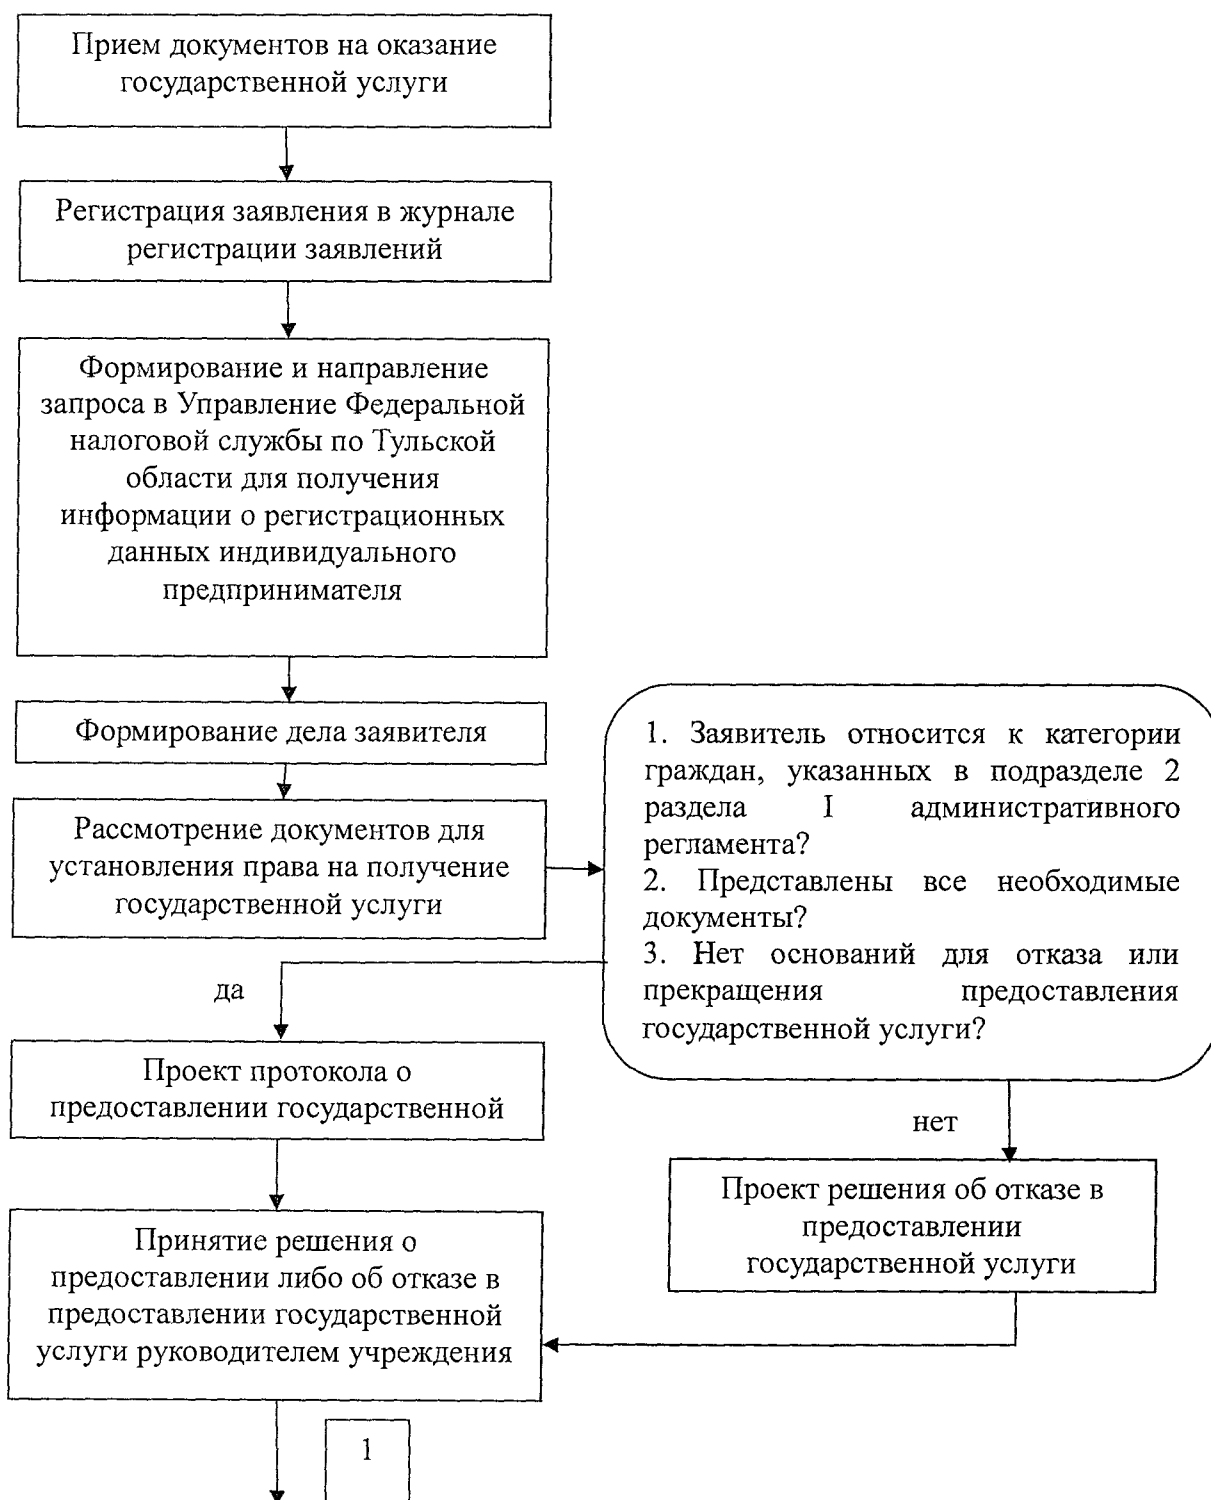 Прием документов на оказание
государственной услуги
Регистрация заявления в журнале
регистрации заявлений
Формирование и направление
запроса в Управление Федеральной
налоговой службы по Тульской
области для получения
информации о регистрационных
данных индивидуального
предпринимателя
Формирование дела заявителя
Рассмотрение документов для
установления права на получение
государственной услуги
1. Заявитель относится к категории
граждан, указанных в подразделе 2
раздела I административного
регламента?
2. Представлены все необходимые
документы?
3. Нет оснований для отказа или
прекращения предоставления
государственной услуги?
да
Проект протокола о
предоставлении государственной
нет
Проект решения об отказе в
предоставлении
государственной услуги
Принятие решения о
предоставлении либо об отказе в
предоставлении государственной
услуги руководителем учреждения
1